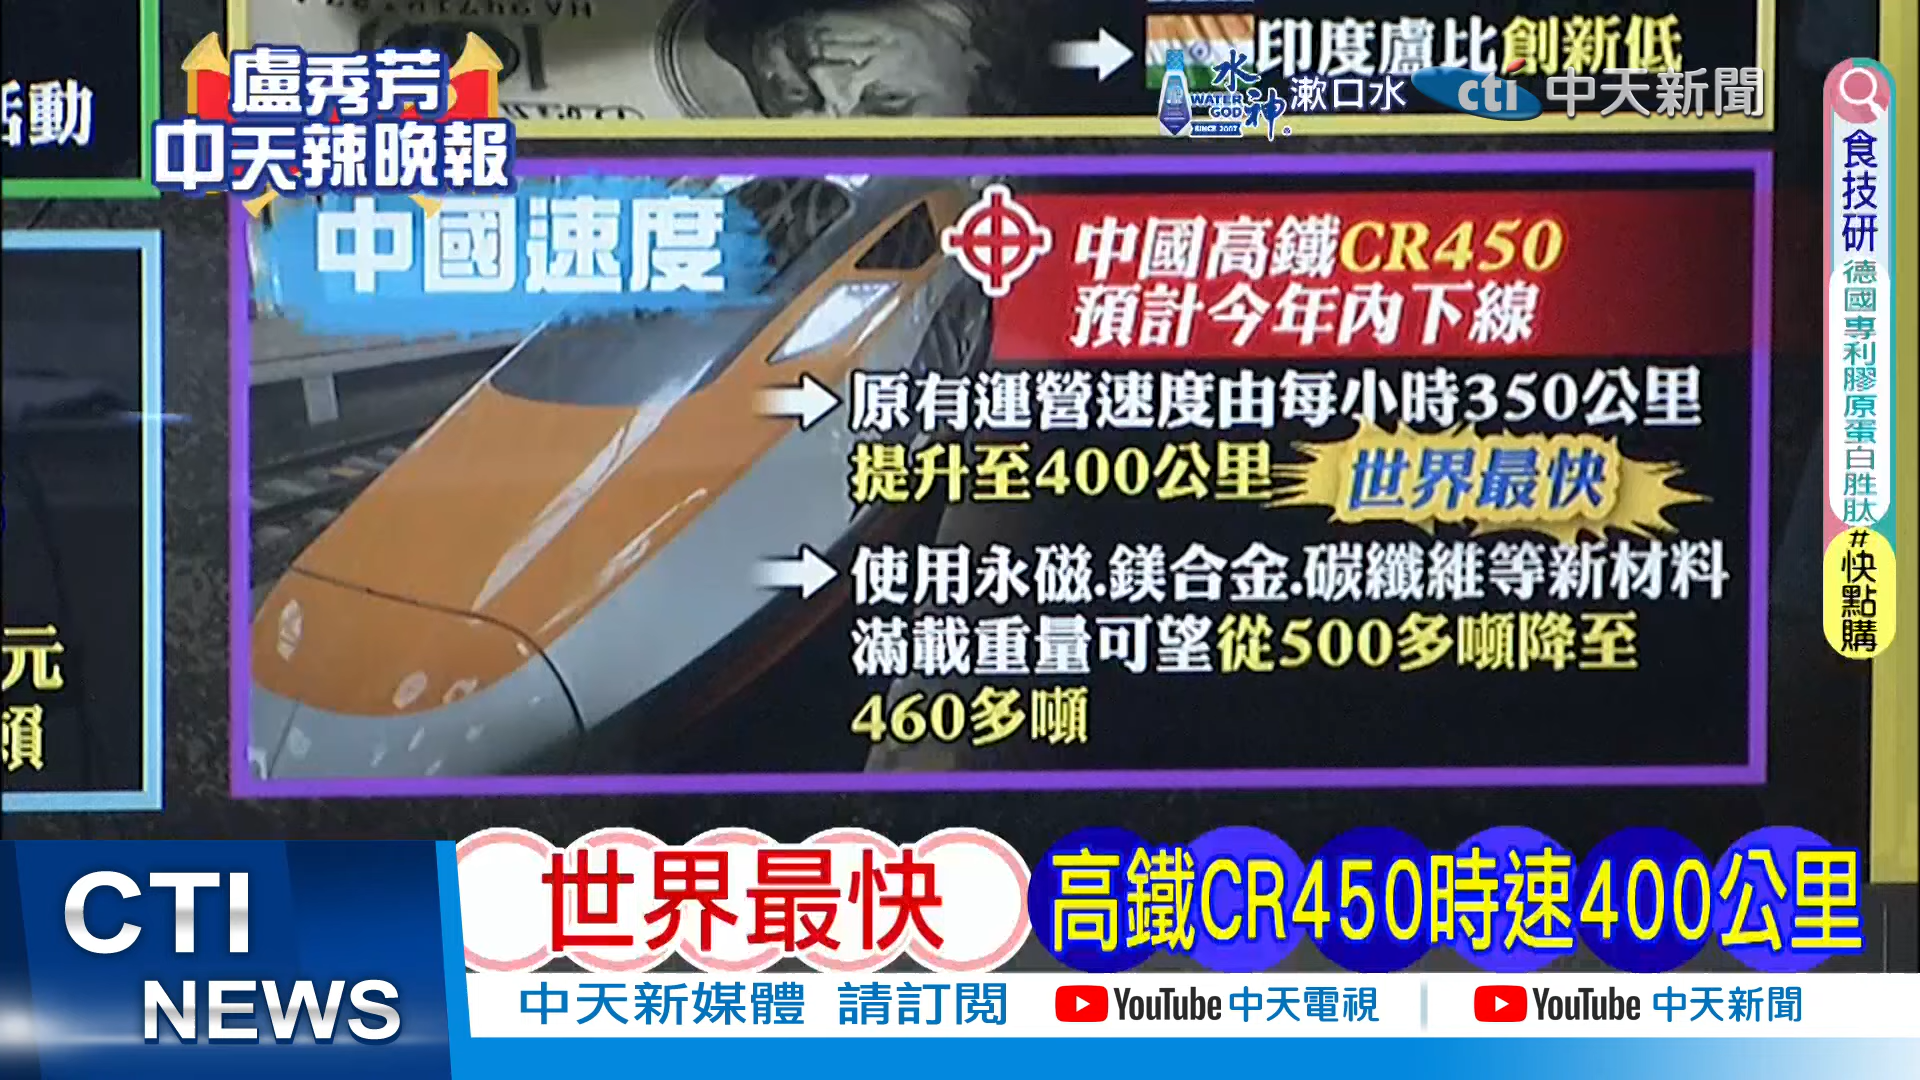 印度盧比創新低
盧秀芳
中天辣晚報
水神
WATER GOD
SINCE 2007
漱口水
cti 中天新聞
活動
中國速度
中國高鐵CR450
預計今年內下線
原有運營速度由每小時350公里
提升至400公里
世界最快
使用永磁.鎂合金.碳纖維等新材料
滿載重量可望從500多噸降至
460多噸
元
賴
食技研
德國專利膠原蛋白胜肽
#快點購
CTI
NEWS
世界最快
高鐵CR450時速400公里
中天新媒體 請訂閱
YouTube 中天電視
YouTube 中天新聞